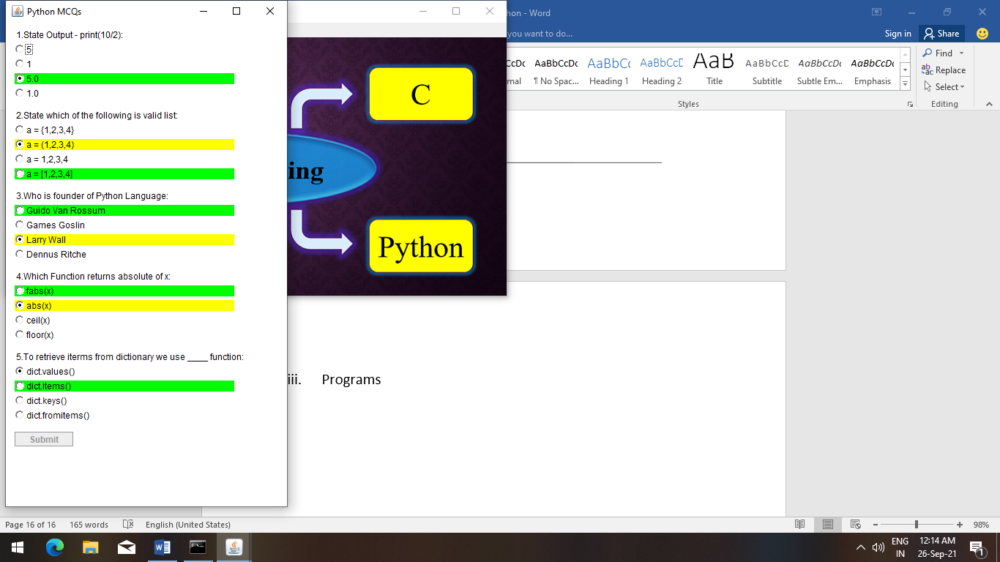 Python MCQs
1.State Output - print(10/2):
5
1
5.0
1.0
2.State which of the following is valid list:
a = {1,2,3,4}
a = (1,2,3,4)
a = 1,2,3,4
a = [1,2,3,4]
3.Who is founder of Python Language:
Guido Van Rossum
Games Goslin
Larry Wall
Dennus Ritche
4.Which Function returns absolute of x:
fabs(x)
abs(x)
ceil(x)
floor(x)
5.To retrieve iterms from dictionary we use _____ function:
dict.values()
dict.items()
dict.keys()
dict.fromitems()
Submit
ing
C
Python
hon - Word
you want to do...
Sign in
Share
AaBbCcDc AaBbCc AaBbCcD AaB AaBbCcD AaBbCcDc AaBbCcDc
mal ¶ No Spac... Heading 1 Heading 2 Title Subtitle Subtle Em... Emphasis
Styles
Find
Replace
Select
Editing
iii. Programs
Page 16 of 16 165 words English (United States)
98%
ENG
IN
12:14 AM
26-Sep-21
1